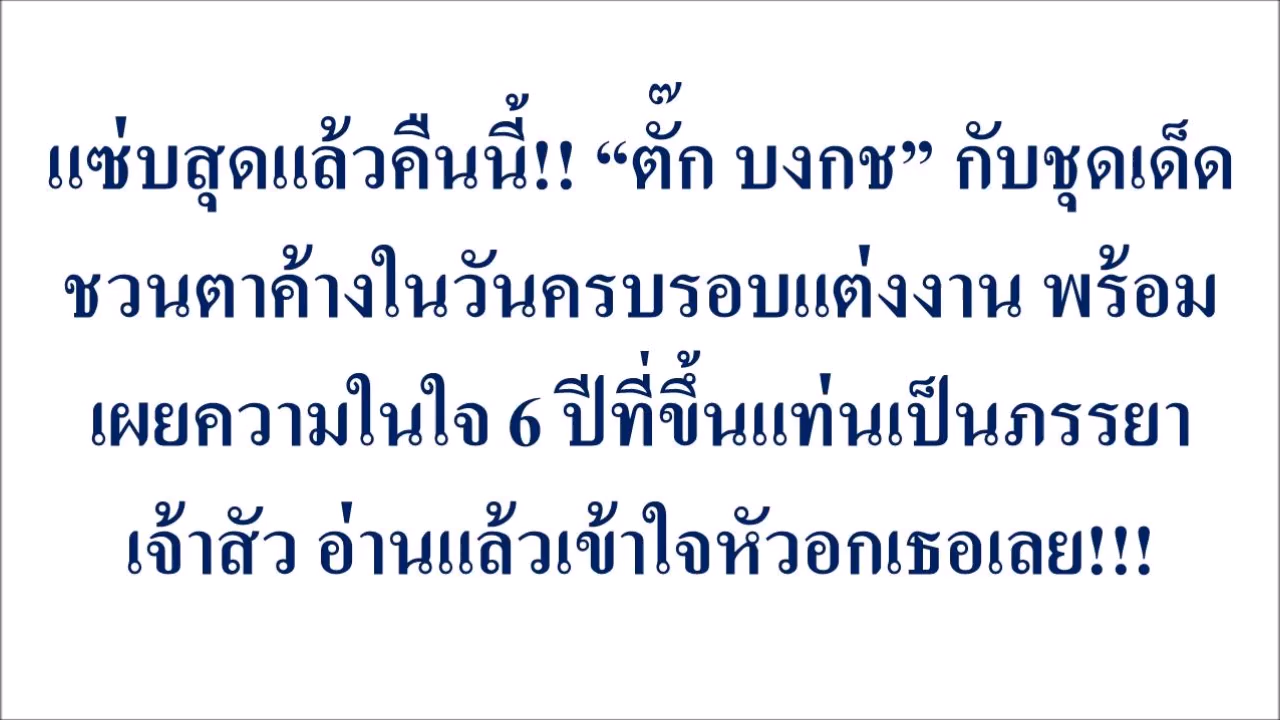 แซ่บสุดแล้วคืนนี้!! “ตั๊ก บงกช” กับชุดเด็ด
ชวนตาค้างในวันครบรอบแต่งงาน พร้อม
เผยความในใจ 6 ปีที่ขึ้นแท่นเป็นภรรยา
เจ้าสัว อ่านแล้วเข้าใจหัวอกเธอเลย!!!